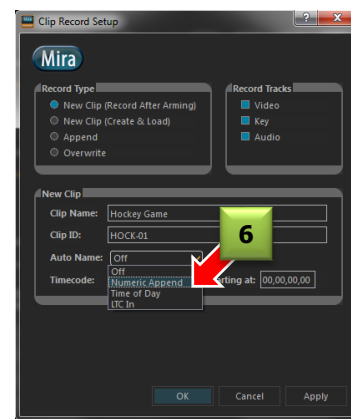 Clip Record Setup
Mira
Record Type
New Clip (Record After Arming)
New Clip (Create & Load)
Append
Overwrite
Record Tracks
Video
Key
Audio
New Clip
Clip Name: Hockey Game
Clip ID: HOCK-01
6
Auto Name: Off
Off
Numeric Append
Time of Day
LTC In
Timecode:
rting at: 00,00,00,00
OK Cancel Apply